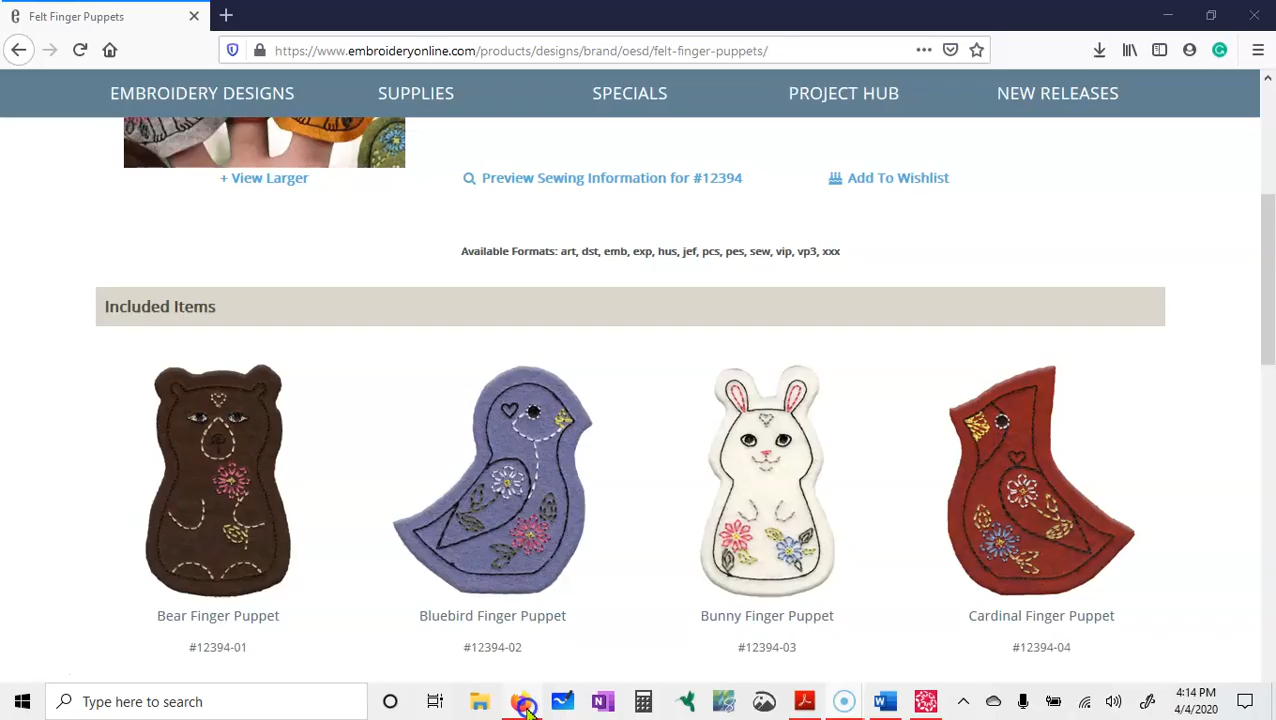 Felt Finger Puppets
https://www.embroideryonline.com/products/designs/brand/oesd/felt-finger-puppets/
EMBROIDERY DESIGNS SUPPLIES SPECIALS PROJECT HUB NEW RELEASES
+ View Larger Preview Sewing Information for #12394 Add To Wishlist
Available Formats: art, dst, emb, exp, hus, jef, pcs, pes, sew, vip, vp3, xxx
Included Items
Bear Finger Puppet Bluebird Finger Puppet Bunny Finger Puppet Cardinal Finger Puppet
#12394-01 #12394-02 #12394-03 #12394-04
Type here to search
4:14 PM
4/4/2020